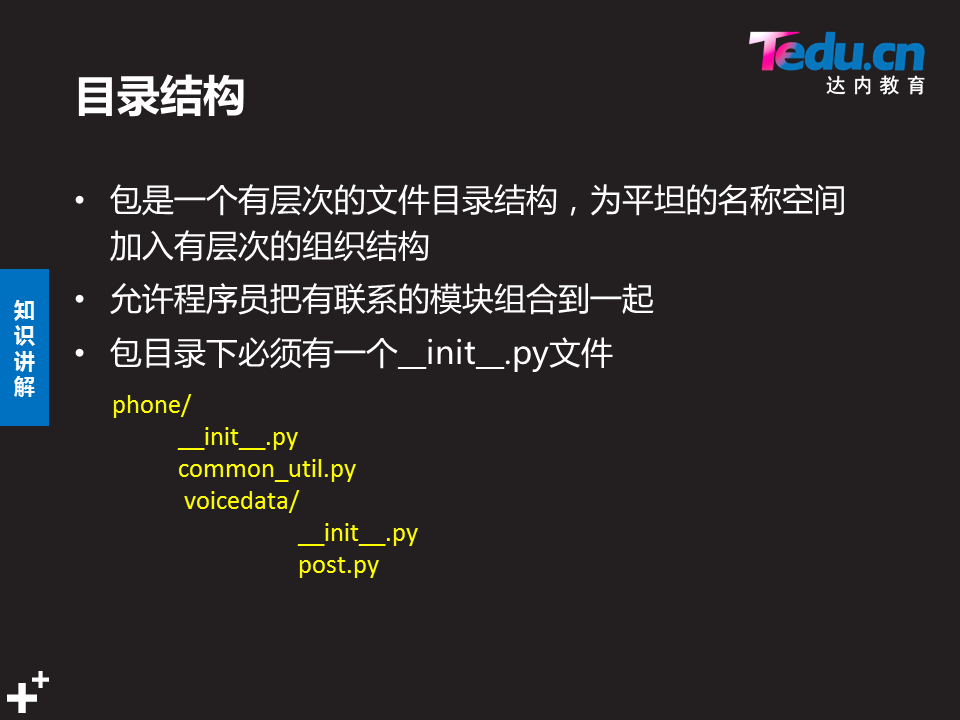 Tedu.cn
达内教育
目录结构
• 包是一个有层次的文件目录结构，为平坦的名称空间
加入有层次的组织结构
• 允许程序员把有联系的模块组合到一起
• 包目录下必须有一个__init__.py文件
知识讲解
phone/
__init__.py
common_util.py
voicedata/
__init__.py
post.py